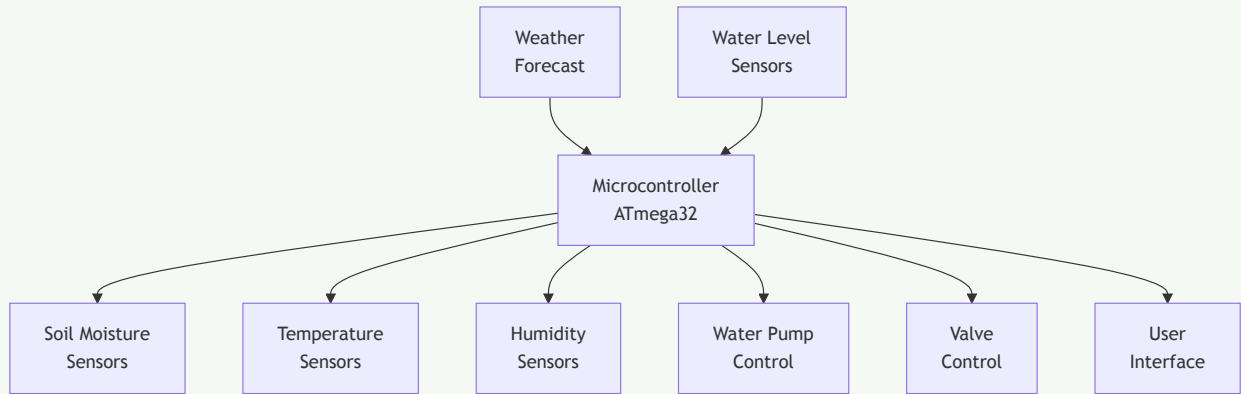 Weather
Forecast
Water Level
Sensors
Microcontroller
ATmega32
Soil Moisture
Sensors
Temperature
Sensors
Humidity
Sensors
Water Pump
Control
Valve
Control
User
Interface